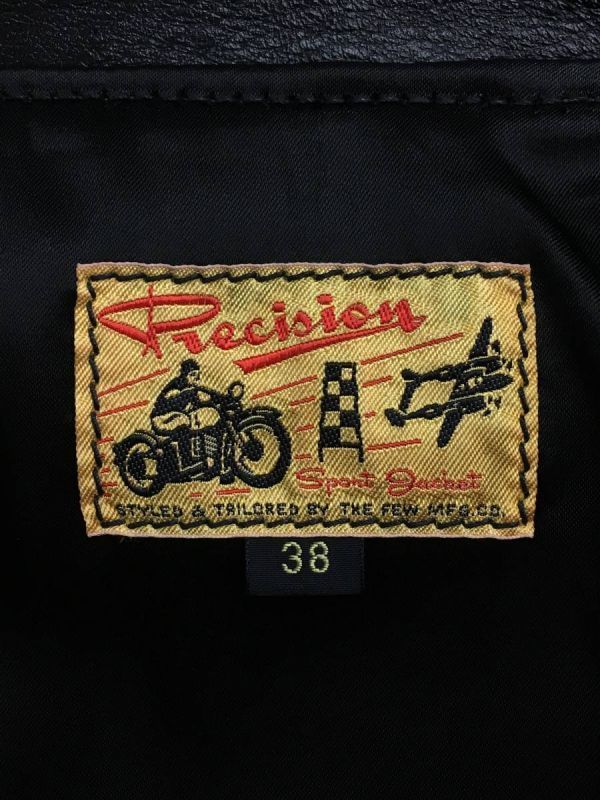 Precision
Sport Jacket
STYLED & TAILORED BY THE FEW MFG. CO.
38